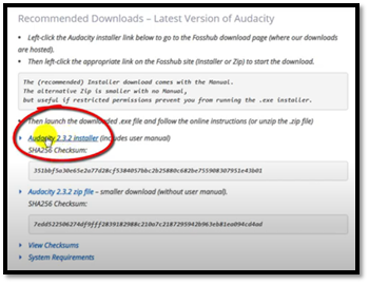 Recommended Downloads – Latest Version of Audacity
• Left-click the Audacity installer link below to go to the Fosshub download page (where our downloads
are hosted).
• Then left-click the appropriate link on the Fosshub site (Installer or Zip) to start the download.
The (recommended) Installer download comes with the Manual.
The alternative Zip is smaller with no Manual,
but useful if restricted permissions prevent you from running the .exe installer.
Then launch the downloaded .exe file and follow the online instructions (or unzip the .zip file)
Audacity 2.3.2 installer (includes user manual)
SHA256 Checksum:
Audacity 2.3.2 zip file – smaller download (without user manual).
SHA256 Checksum:
View Checksums
System Requirements